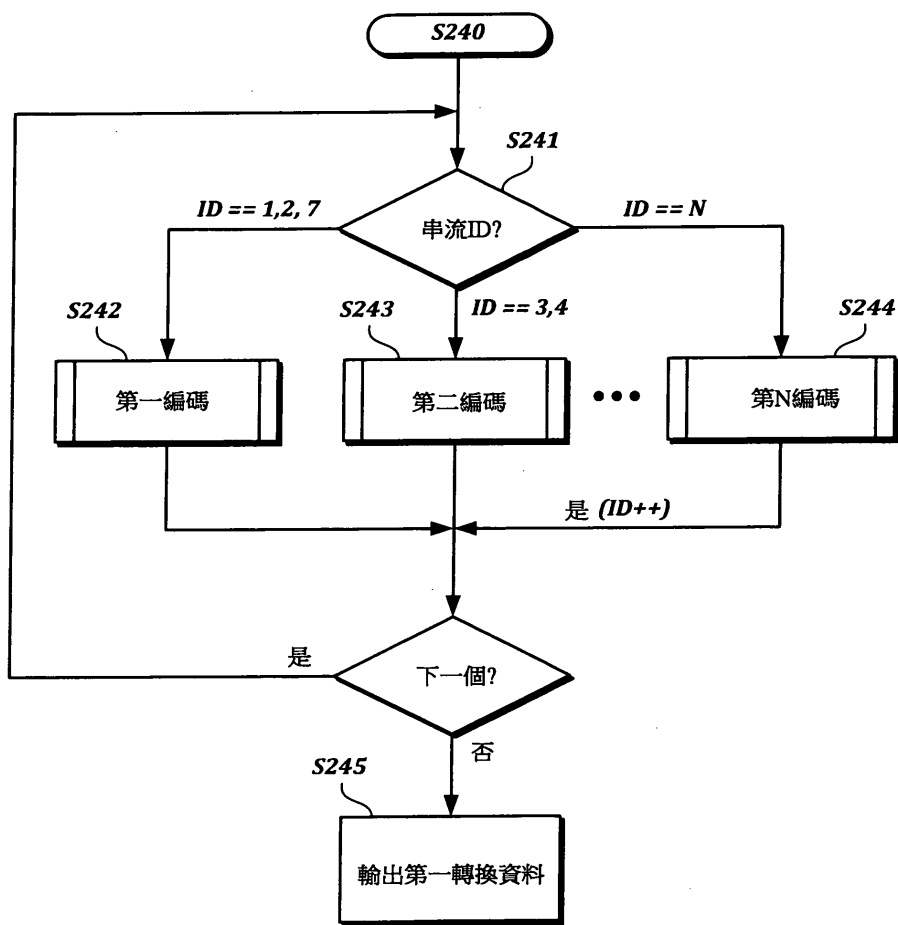 S240
S241
ID == 1,2, 7
串流ID?
ID == N
S242
S243
ID == 3,4
S244
第一編碼
第二編碼
•••
第N編碼
是 (ID++)
是
下一個?
否
S245
輸出第一轉換資料